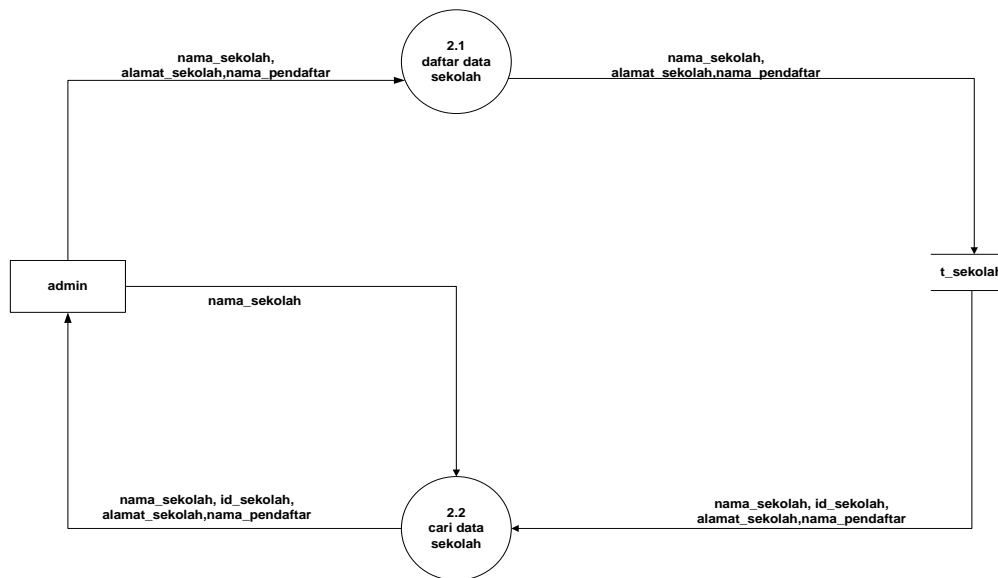 2.1
daftar data
sekolah
nama_sekolah,
alamat_sekolah,nama_pendaftar
nama_sekolah,
alamat_sekolah,nama_pendaftar
admin
t_sekolah
nama_sekolah
nama_sekolah, id_sekolah,
alamat_sekolah,nama_pendaftar
2.2
cari data
sekolah
nama_sekolah, id_sekolah,
alamat_sekolah,nama_pendaftar